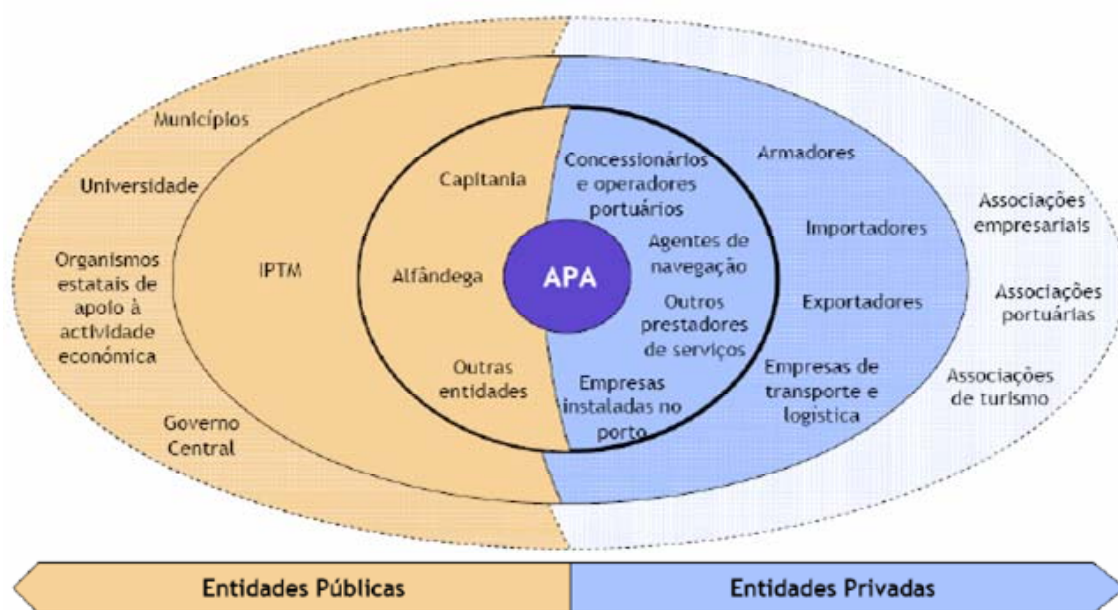 Municípios
Universidade
Organismos
estatais de
apoio à
actividade
económica
Governo
Central
IPTM
Capitania
Alfândega
Outras
entidades
APA
Concessionários
e operadores
portuários
Agentes de
navegação
Outros
prestadores
de serviços
Empresas
instaladas no
porto
Armadores
Importadores
Exportadores
Empresas de
transporte e
logística
Associações
empresariais
Associações
portuárias
Associações
de turismo
Entidades Públicas
Entidades Privadas